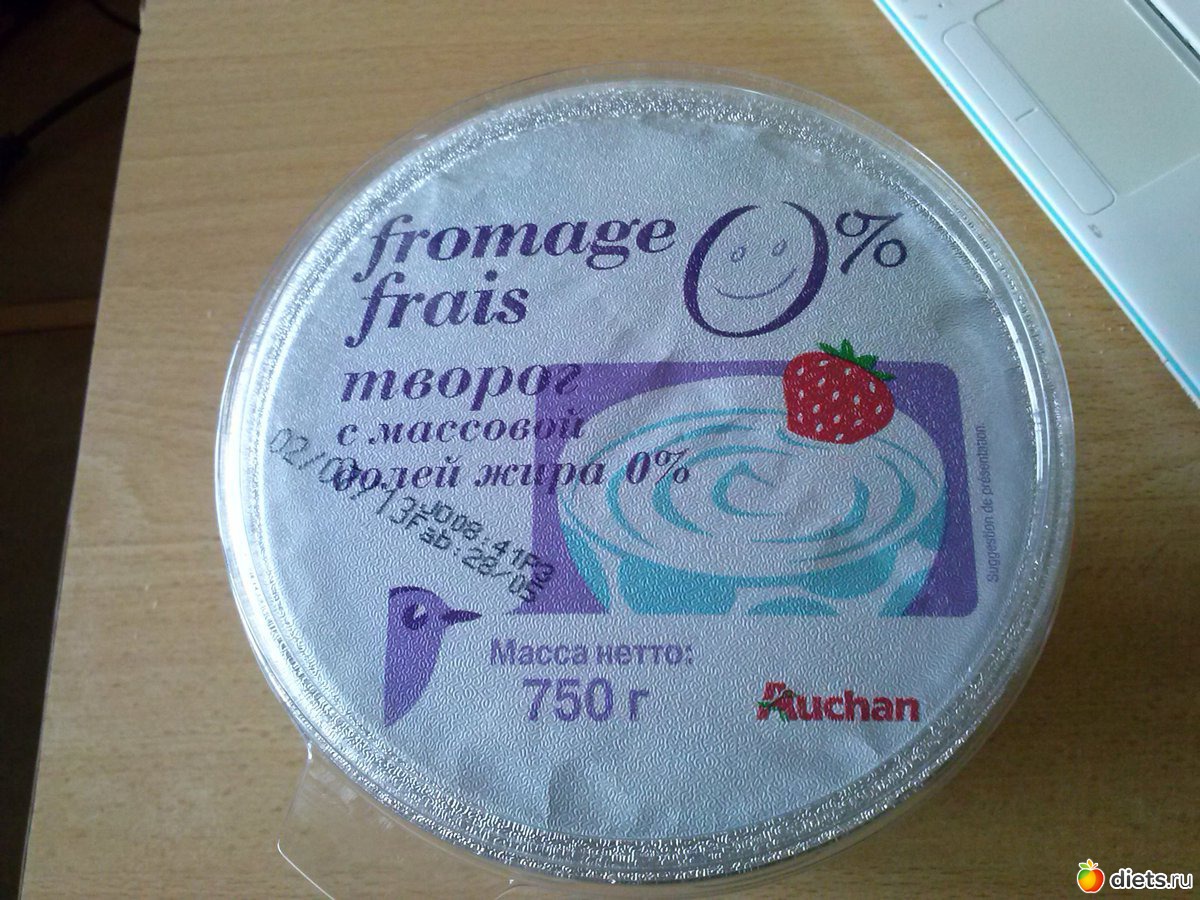 fromage 0%
frais
творог
с массовой
долей жира 0%
Suggestion de présentation
Масса нетто:
750 г
Auchan
diets.ru